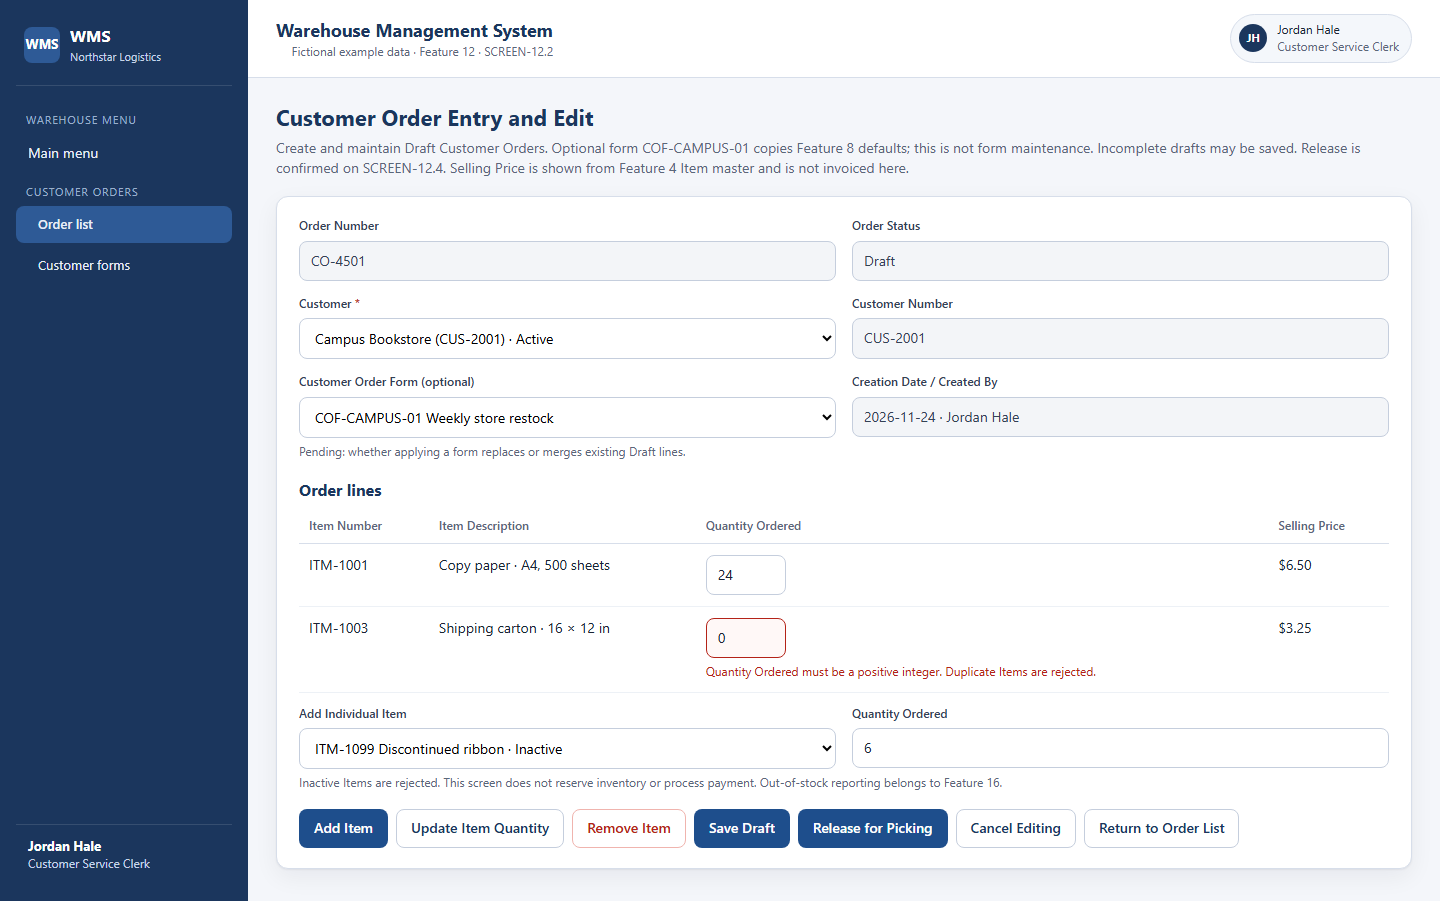 WMS
WMS
Northstar Logistics
WAREHOUSE MENU
Main menu
CUSTOMER ORDERS
Order list
Customer forms
Jordan Hale
Customer Service Clerk
Warehouse Management System
Fictional example data · Feature 12 · SCREEN-12.2
JH
Jordan Hale
Customer Service Clerk
Customer Order Entry and Edit
Create and maintain Draft Customer Orders. Optional form COF-CAMPUS-01 copies Feature 8 defaults; this is not form maintenance. Incomplete drafts may be saved. Release is
confirmed on SCREEN-12.4. Selling Price is shown from Feature 4 Item master and is not invoiced here.
Order Number
CO-4501
Order Status
Draft
Customer *
Campus Bookstore (CUS-2001) · Active
Customer Number
CUS-2001
Customer Order Form (optional)
COF-CAMPUS-01 Weekly store restock
Creation Date / Created By
2026-11-24 · Jordan Hale
Pending: whether applying a form replaces or merges existing Draft lines.
Order lines
Item Number Item Description Quantity Ordered Selling Price
ITM-1001 Copy paper · A4, 500 sheets 24 $6.50
ITM-1003 Shipping carton · 16 × 12 in 0 $3.25
Quantity Ordered must be a positive integer. Duplicate Items are rejected.
Add Individual Item
ITM-1099 Discontinued ribbon · Inactive
Quantity Ordered
6
Inactive Items are rejected. This screen does not reserve inventory or process payment. Out-of-stock reporting belongs to Feature 16.
Add Item Update Item Quantity Remove Item Save Draft Release for Picking Cancel Editing Return to Order List